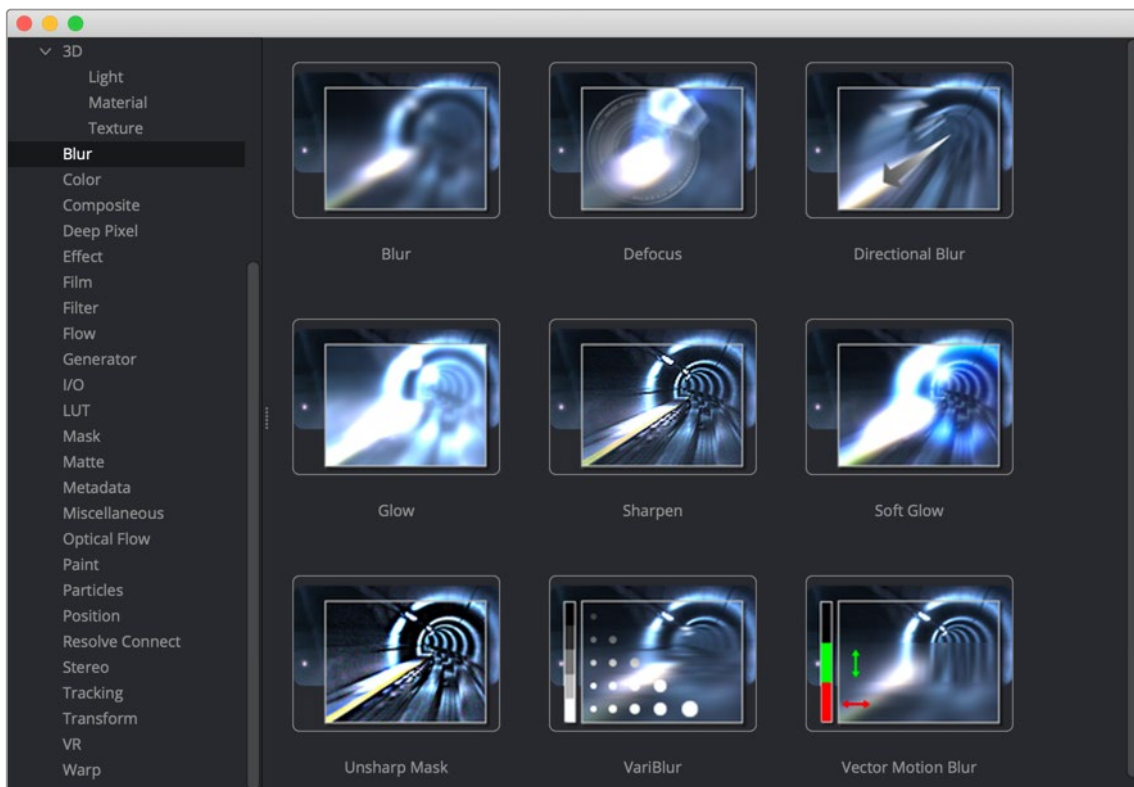 3D
Light
Material
Texture
Blur
Color
Composite
Deep Pixel
Effect
Film
Filter
Flow
Generator
I/O
LUT
Mask
Matte
Metadata
Miscellaneous
Optical Flow
Paint
Particles
Position
Resolve Connect
Stereo
Tracking
Transform
VR
Warp
Blur
Defocus
Directional Blur
Glow
Sharpen
Soft Glow
Unsharp Mask
VariBlur
Vector Motion Blur